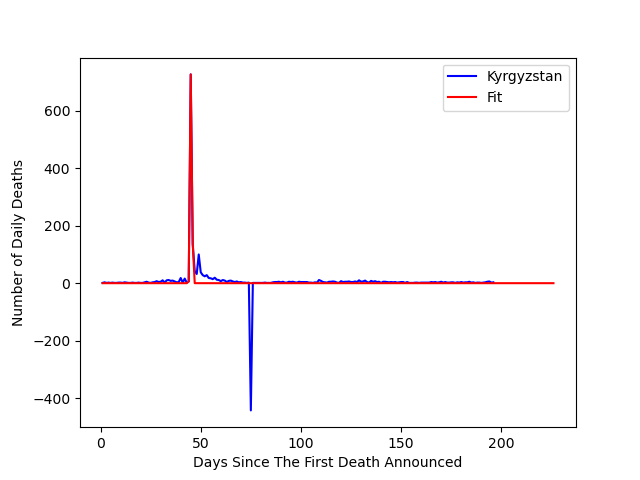 Kyrgyzstan
Fit
600
400
200
0
−200
−400
0
50
100
150
200
Number of Daily Deaths
Days Since The First Death Announced